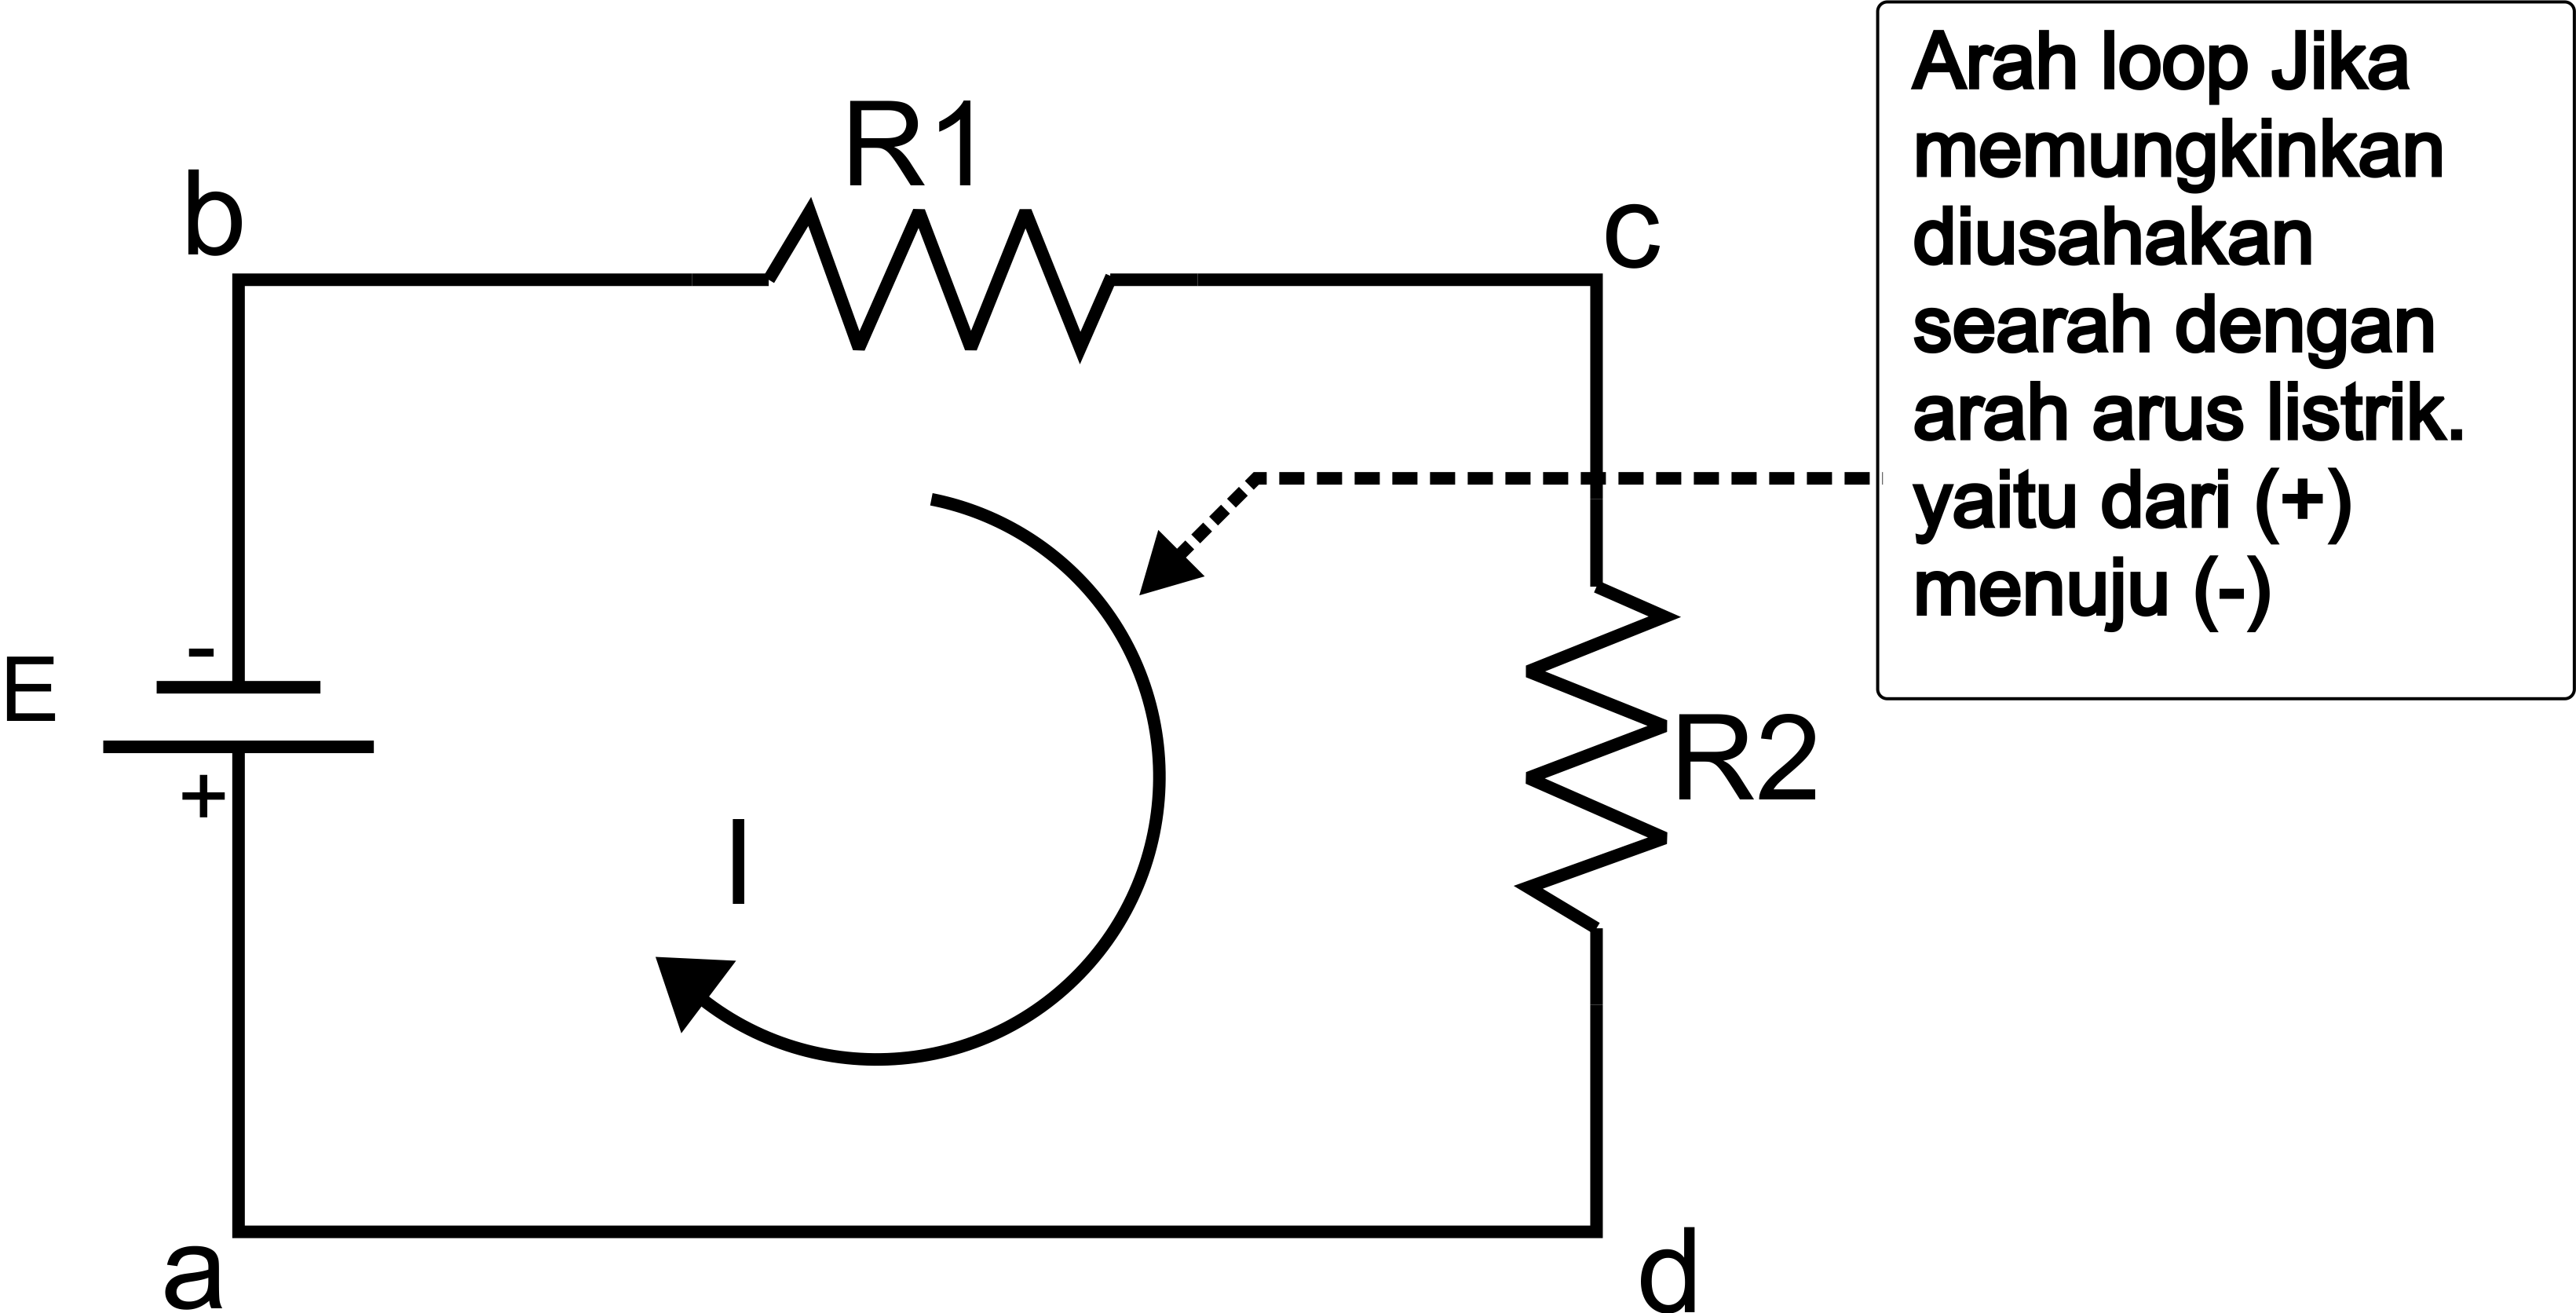 Arah loop Jika
memungkinkan
diusahakan
searah dengan
arah arus listrik.
yaitu dari (+)
menuju (-)
R1
b
c
-
E
+
R2
I
a
d